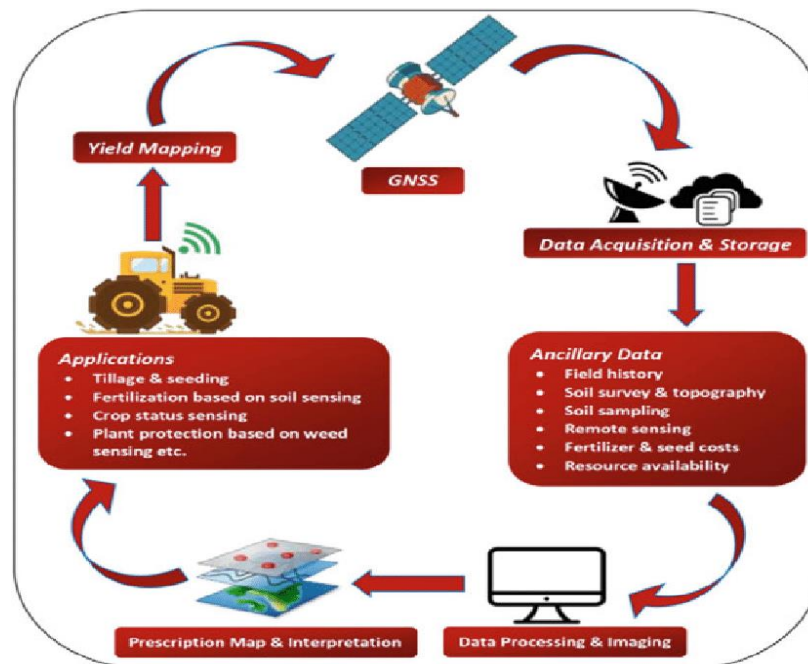 Yield Mapping
GNSS
Data Acquisition & Storage
Applications
• Tillage & seeding
• Fertilization based on soil sensing
• Crop status sensing
• Plant protection based on weed
sensing etc.
Ancillary Data
• Field history
• Soil survey & topography
• Soil sampling
• Remote sensing
• Fertilizer & seed costs
• Resource availability
Prescription Map & Interpretation
Data Processing & Imaging